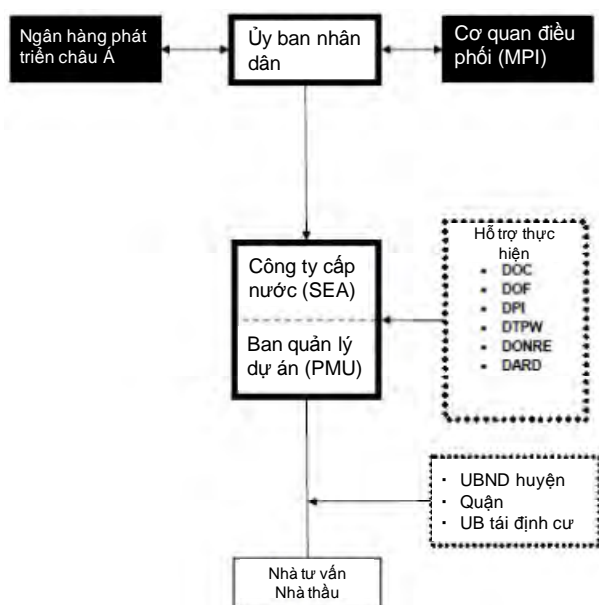 Ngân hàng phát
triển châu Á
Ủy ban nhân
dân
Cơ quan điều
phối (MPI)
Công ty cấp
nước (SEA)
Ban quản lý
dự án (PMU)
Hỗ trợ thực
hiện
• DOC
• DOF
• DPI
• DTPW
• DONRE
• DARD
· UBND huyện
· Quận
· UB tái định cư
Nhà tư vấn
Nhà thầu